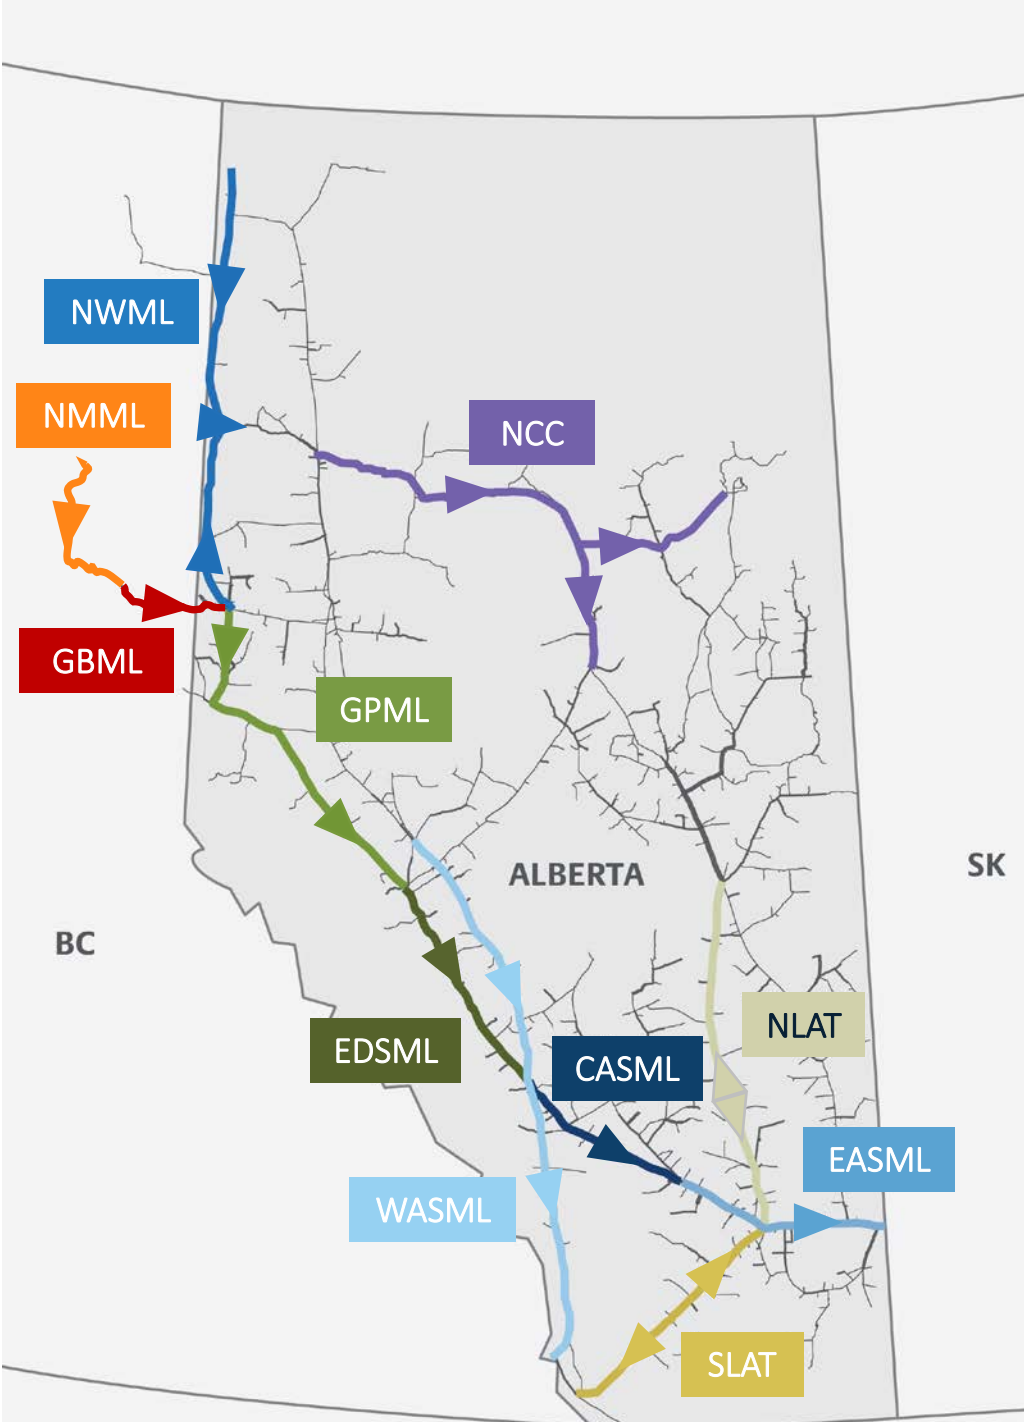 NWML
NMML
NCC
GBML
GPML
ALBERTA
SK
BC
NLAT
EDSML
CASML
EASML
WASML
SLAT